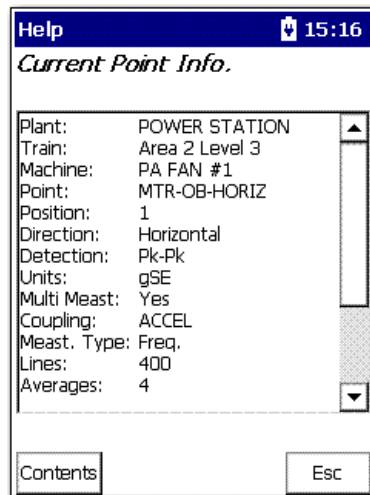 Help 15:16
Current Point Info.
Plant: POWER STATION
Train: Area 2 Level 3
Machine: PA FAN #1
Point: MTR-OB-HORIZ
Position: 1
Direction: Horizontal
Detection: Pk-Pk
Units: gSE
Multi Meast: Yes
Coupling: ACCEL
Meast. Type: Freq.
Lines: 400
Averages: 4
Contents Esc